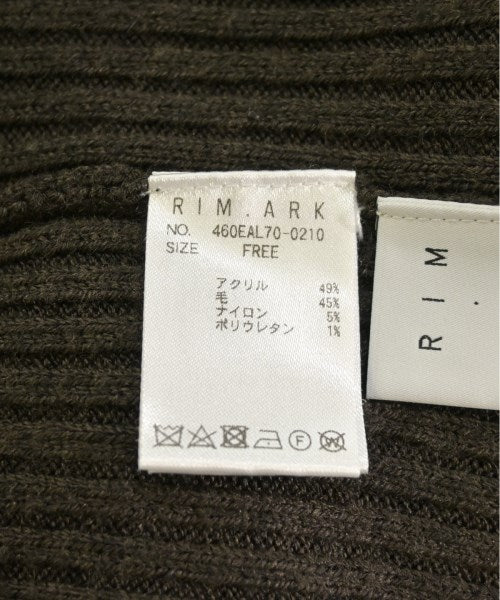 RIM.ARK
NO. 460EAL70-0210
SIZE FREE
アクリル 49%
毛 45%
ナイロン 5%
ポリウレタン 1%
F W
RIM.